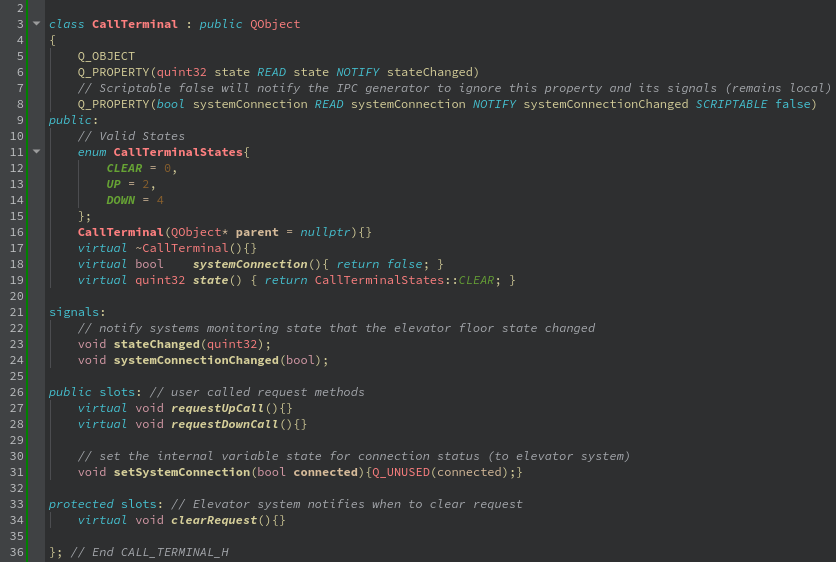 2
3 class CallTerminal : public QObject
4 {
5     Q_OBJECT
6     Q_PROPERTY(quint32 state READ state NOTIFY stateChanged)
7     // Scriptable false will notify the IPC generator to ignore this property and its signals (remains local)
8     Q_PROPERTY(bool systemConnection READ systemConnection NOTIFY systemConnectionChanged SCRIPTABLE false)
9 public:
10     // Valid States
11     enum CallTerminalStates{
12         CLEAR = 0,
13         UP = 2,
14         DOWN = 4
15     };
16     CallTerminal(QObject* parent = nullptr){}
17     virtual ~CallTerminal(){}
18     virtual bool    systemConnection(){ return false; }
19     virtual quint32 state() { return CallTerminalStates::CLEAR; }
20
21 signals:
22     // notify systems monitoring state that the elevator floor state changed
23     void stateChanged(quint32);
24     void systemConnectionChanged(bool);
25
26 public slots: // user called request methods
27     virtual void requestUpCall(){}
28     virtual void requestDownCall(){}
29
30     // set the internal variable state for connection status (to elevator system)
31     void setSystemConnection(bool connected){Q_UNUSED(connected);}
32
33 protected slots: // Elevator system notifies when to clear request
34     virtual void clearRequest(){}
35
36 }; // End CALL_TERMINAL_H